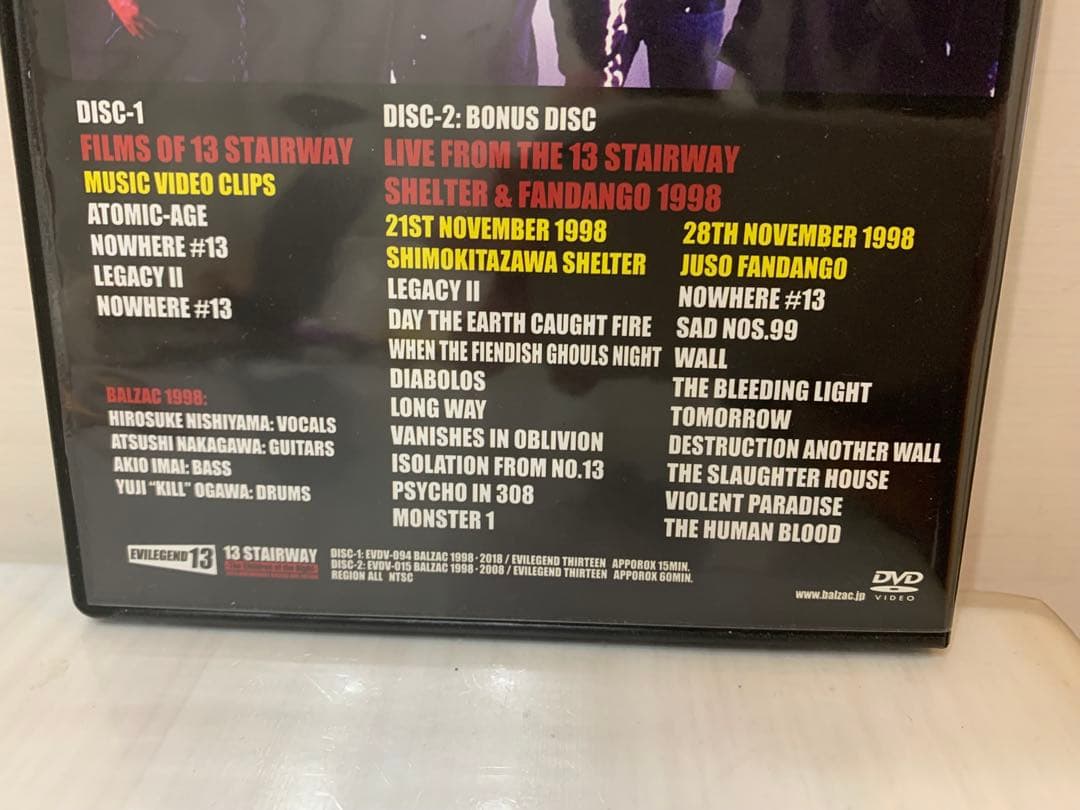 DISC-1
FILMS OF 13 STAIRWAY
MUSIC VIDEO CLIPS
ATOMIC-AGE
NOWHERE #13
LEGACY II
NOWHERE #13
BALZAC 1998:
HIROSUKE NISHIYAMA: VOCALS
ATSUSHI NAKAGAWA: GUITARS
AKIO IMAI: BASS
YUJI "KILL" OGAWA: DRUMS
DISC-2: BONUS DISC
LIVE FROM THE 13 STAIRWAY
SHELTER & FANDANGO 1998
21ST NOVEMBER 1998
SHIMOKITAZAWA SHELTER
LEGACY II
DAY THE EARTH CAUGHT FIRE
WHEN THE FIENDISH GHOULS NIGHT
DIABOLOS
LONG WAY
VANISHES IN OBLIVION
ISOLATION FROM NO.13
PSYCHO IN 308
MONSTER 1
28TH NOVEMBER 1998
JUSO FANDANGO
NOWHERE #13
SAD NOS.99
WALL
THE BLEEDING LIGHT
TOMORROW
DESTRUCTION ANOTHER WALL
THE SLAUGHTER HOUSE
VIOLENT PARADISE
THE HUMAN BLOOD
EVILEGEND 13
13 STAIRWAY
The Children of the Night
DISC-1: EVDV-094 BALZAC 1998・2018 / EVILEGEND THIRTEEN APPOROX 15MIN.
DISC-2: EVDV-015 BALZAC 1998・2008 / EVILEGEND THIRTEEN APPOROX 60MIN.
REGION ALL NTSC
www.balzac.jp
DVD
VIDEO